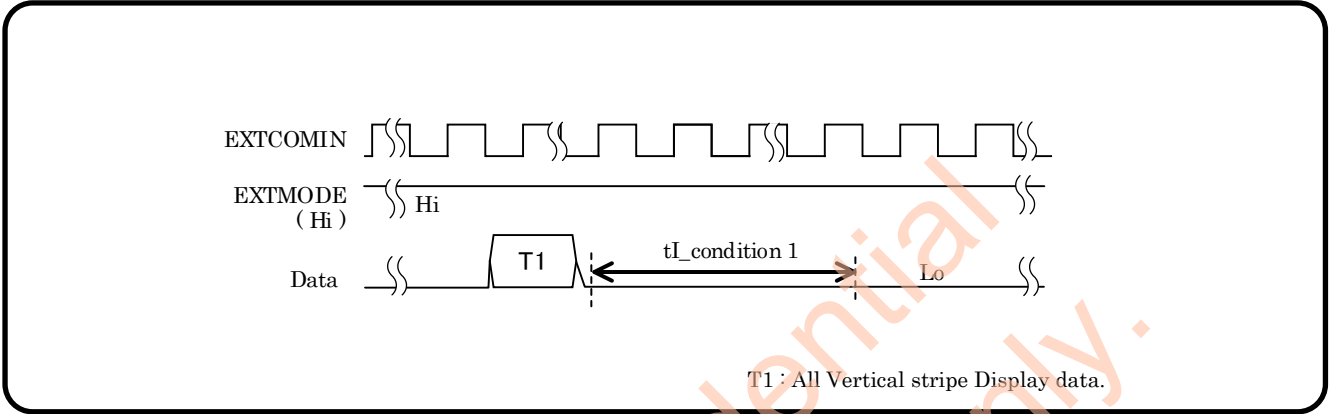 EXTCOMIN
EXTMODE
( Hi )
Hi
Data
T1
tI_condition 1
Lo
T1 : All Vertical stripe Display data.